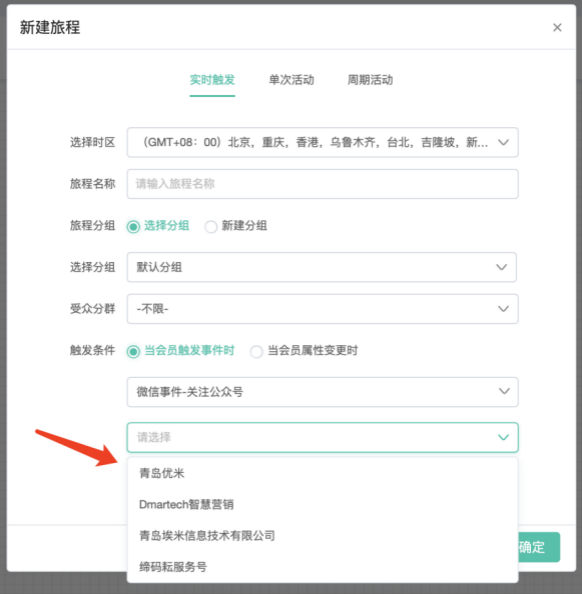 新建旅程
实时触发 单次活动 周期活动
选择时区 （GMT+08：00）北京，重庆，香港，乌鲁木齐，台北，吉隆坡，新...
旅程名称 请输入旅程名称
旅程分组 选择分组 新建分组
选择分组 默认分组
受众分群 -不限-
触发条件 当会员触发事件时 当会员属性变更时
微信事件-关注公众号
请选择
青岛优米
Dmartech智慧营销
青岛埃米信息技术有限公司
确定
缔码耘服务号